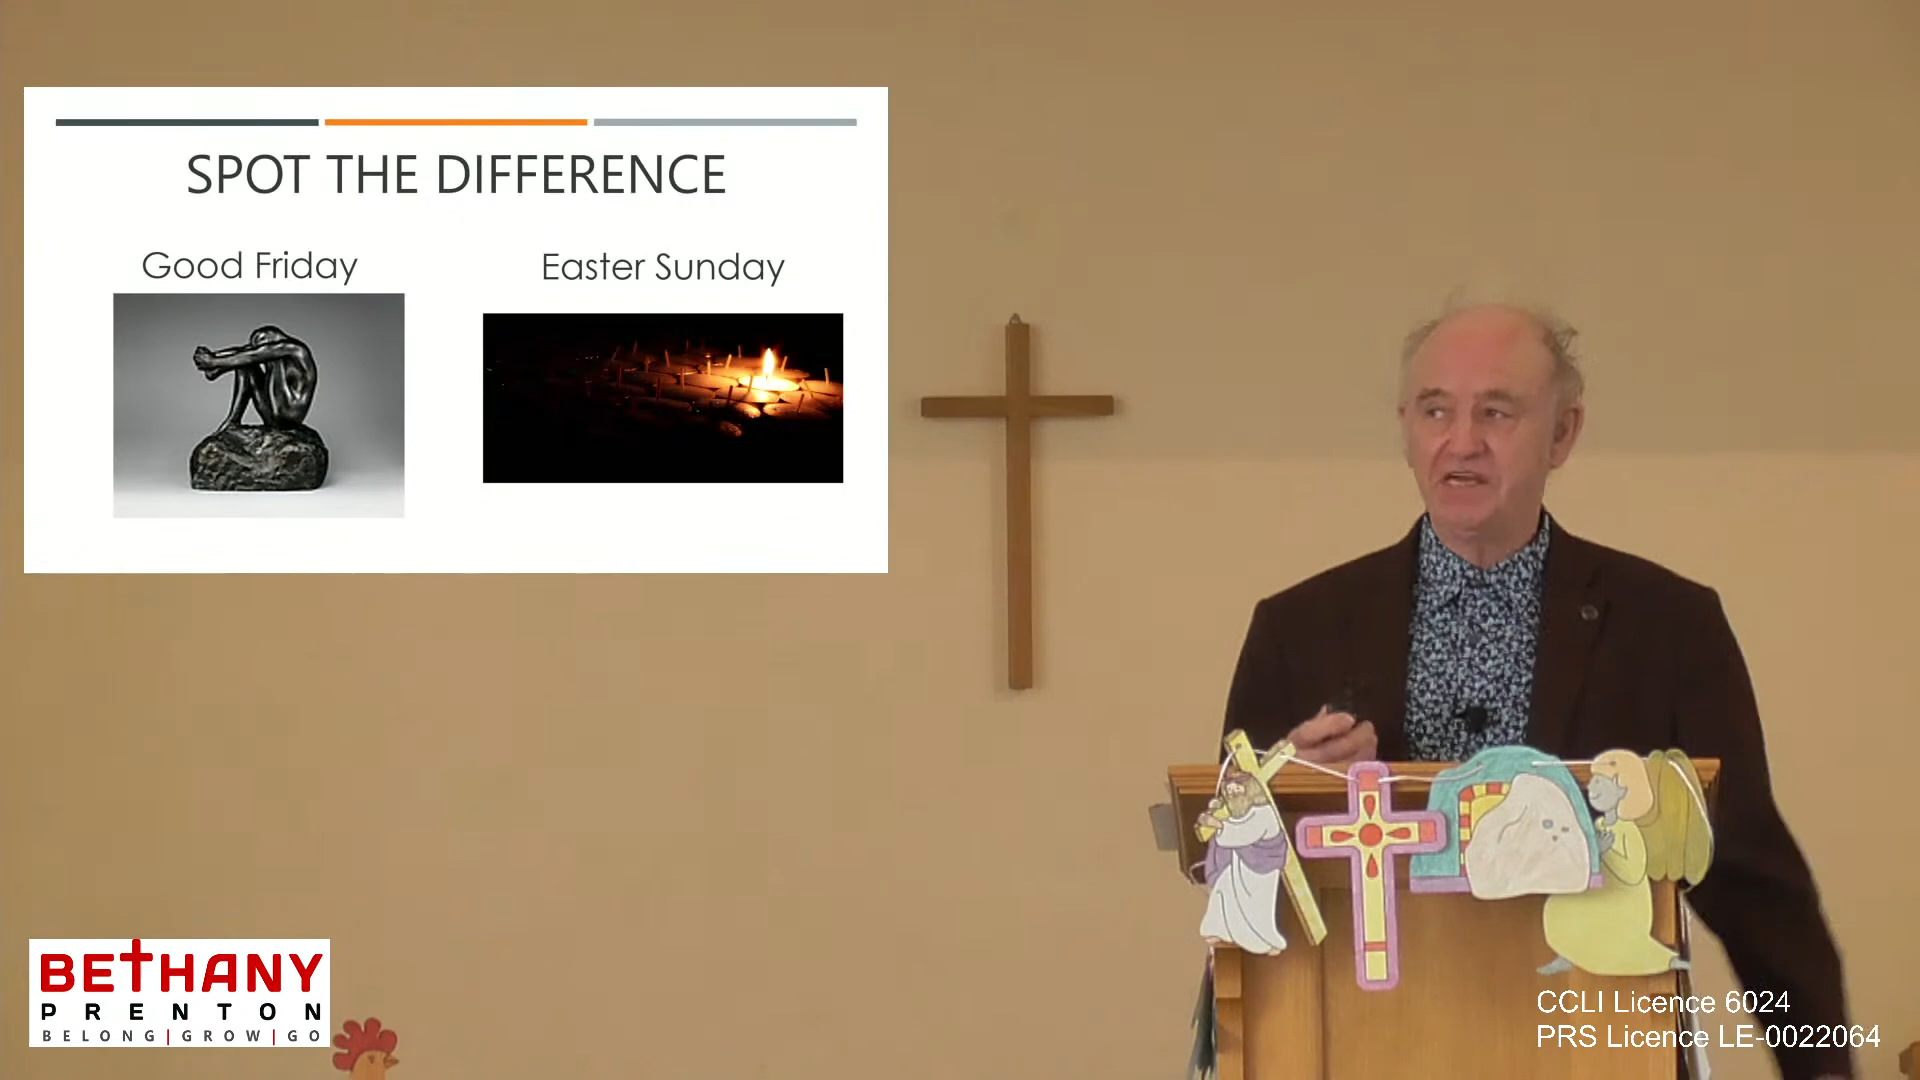 SPOT THE DIFFERENCE
Good Friday
Easter Sunday
BETHANY
PRENTON
BELONG|GROW|GO
CCLI Licence 6024
PRS Licence LE-0022064